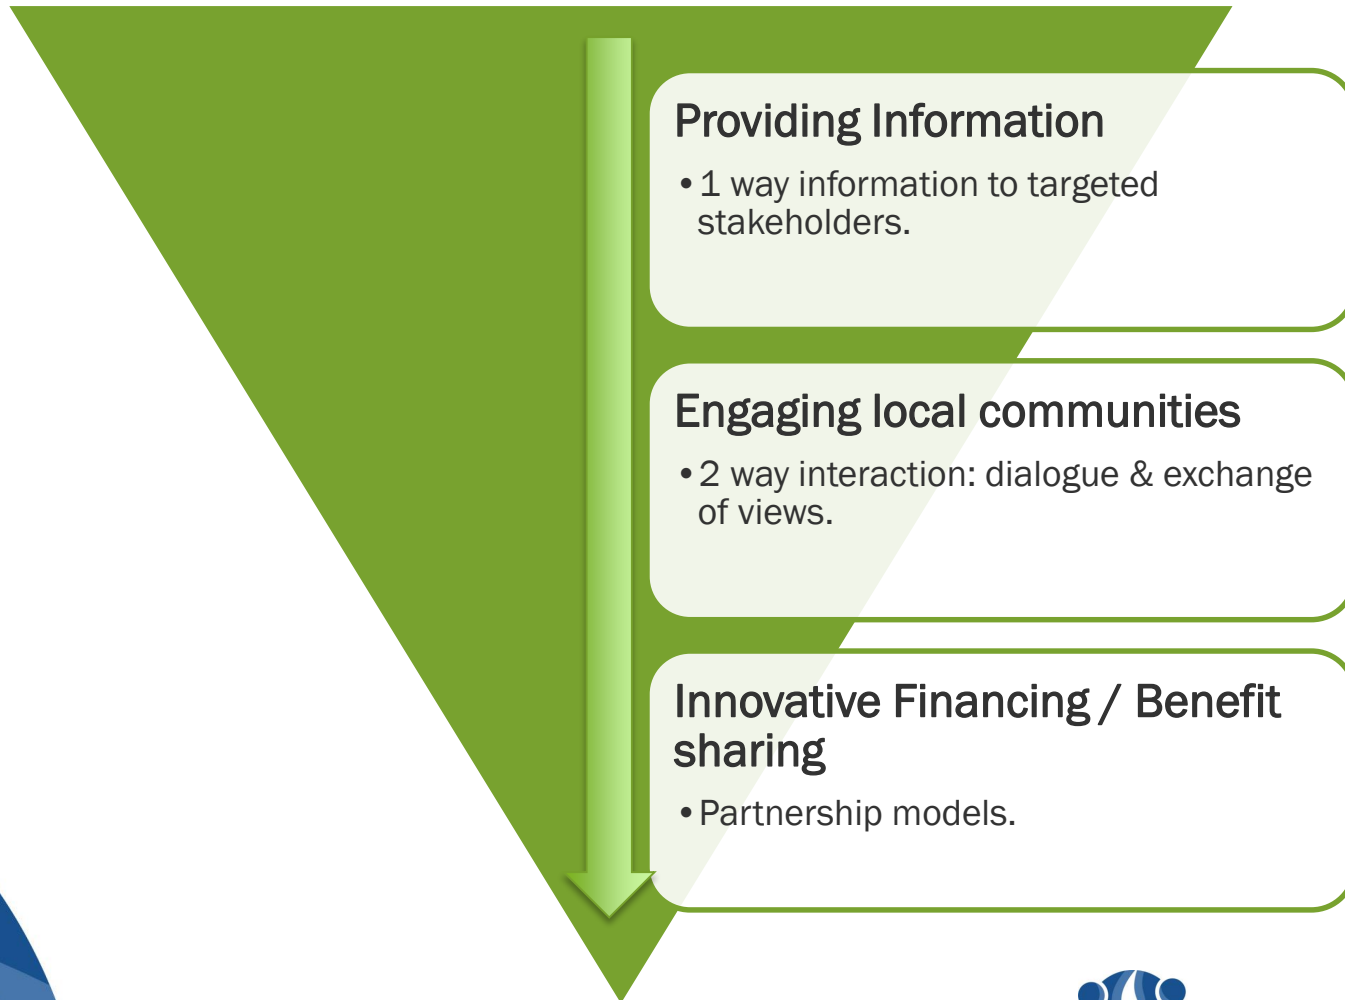 Providing Information
•1 way information to targeted
stakeholders.
Engaging local communities
•2 way interaction: dialogue & exchange
of views.
Innovative Financing / Benefit
sharing
•Partnership models.